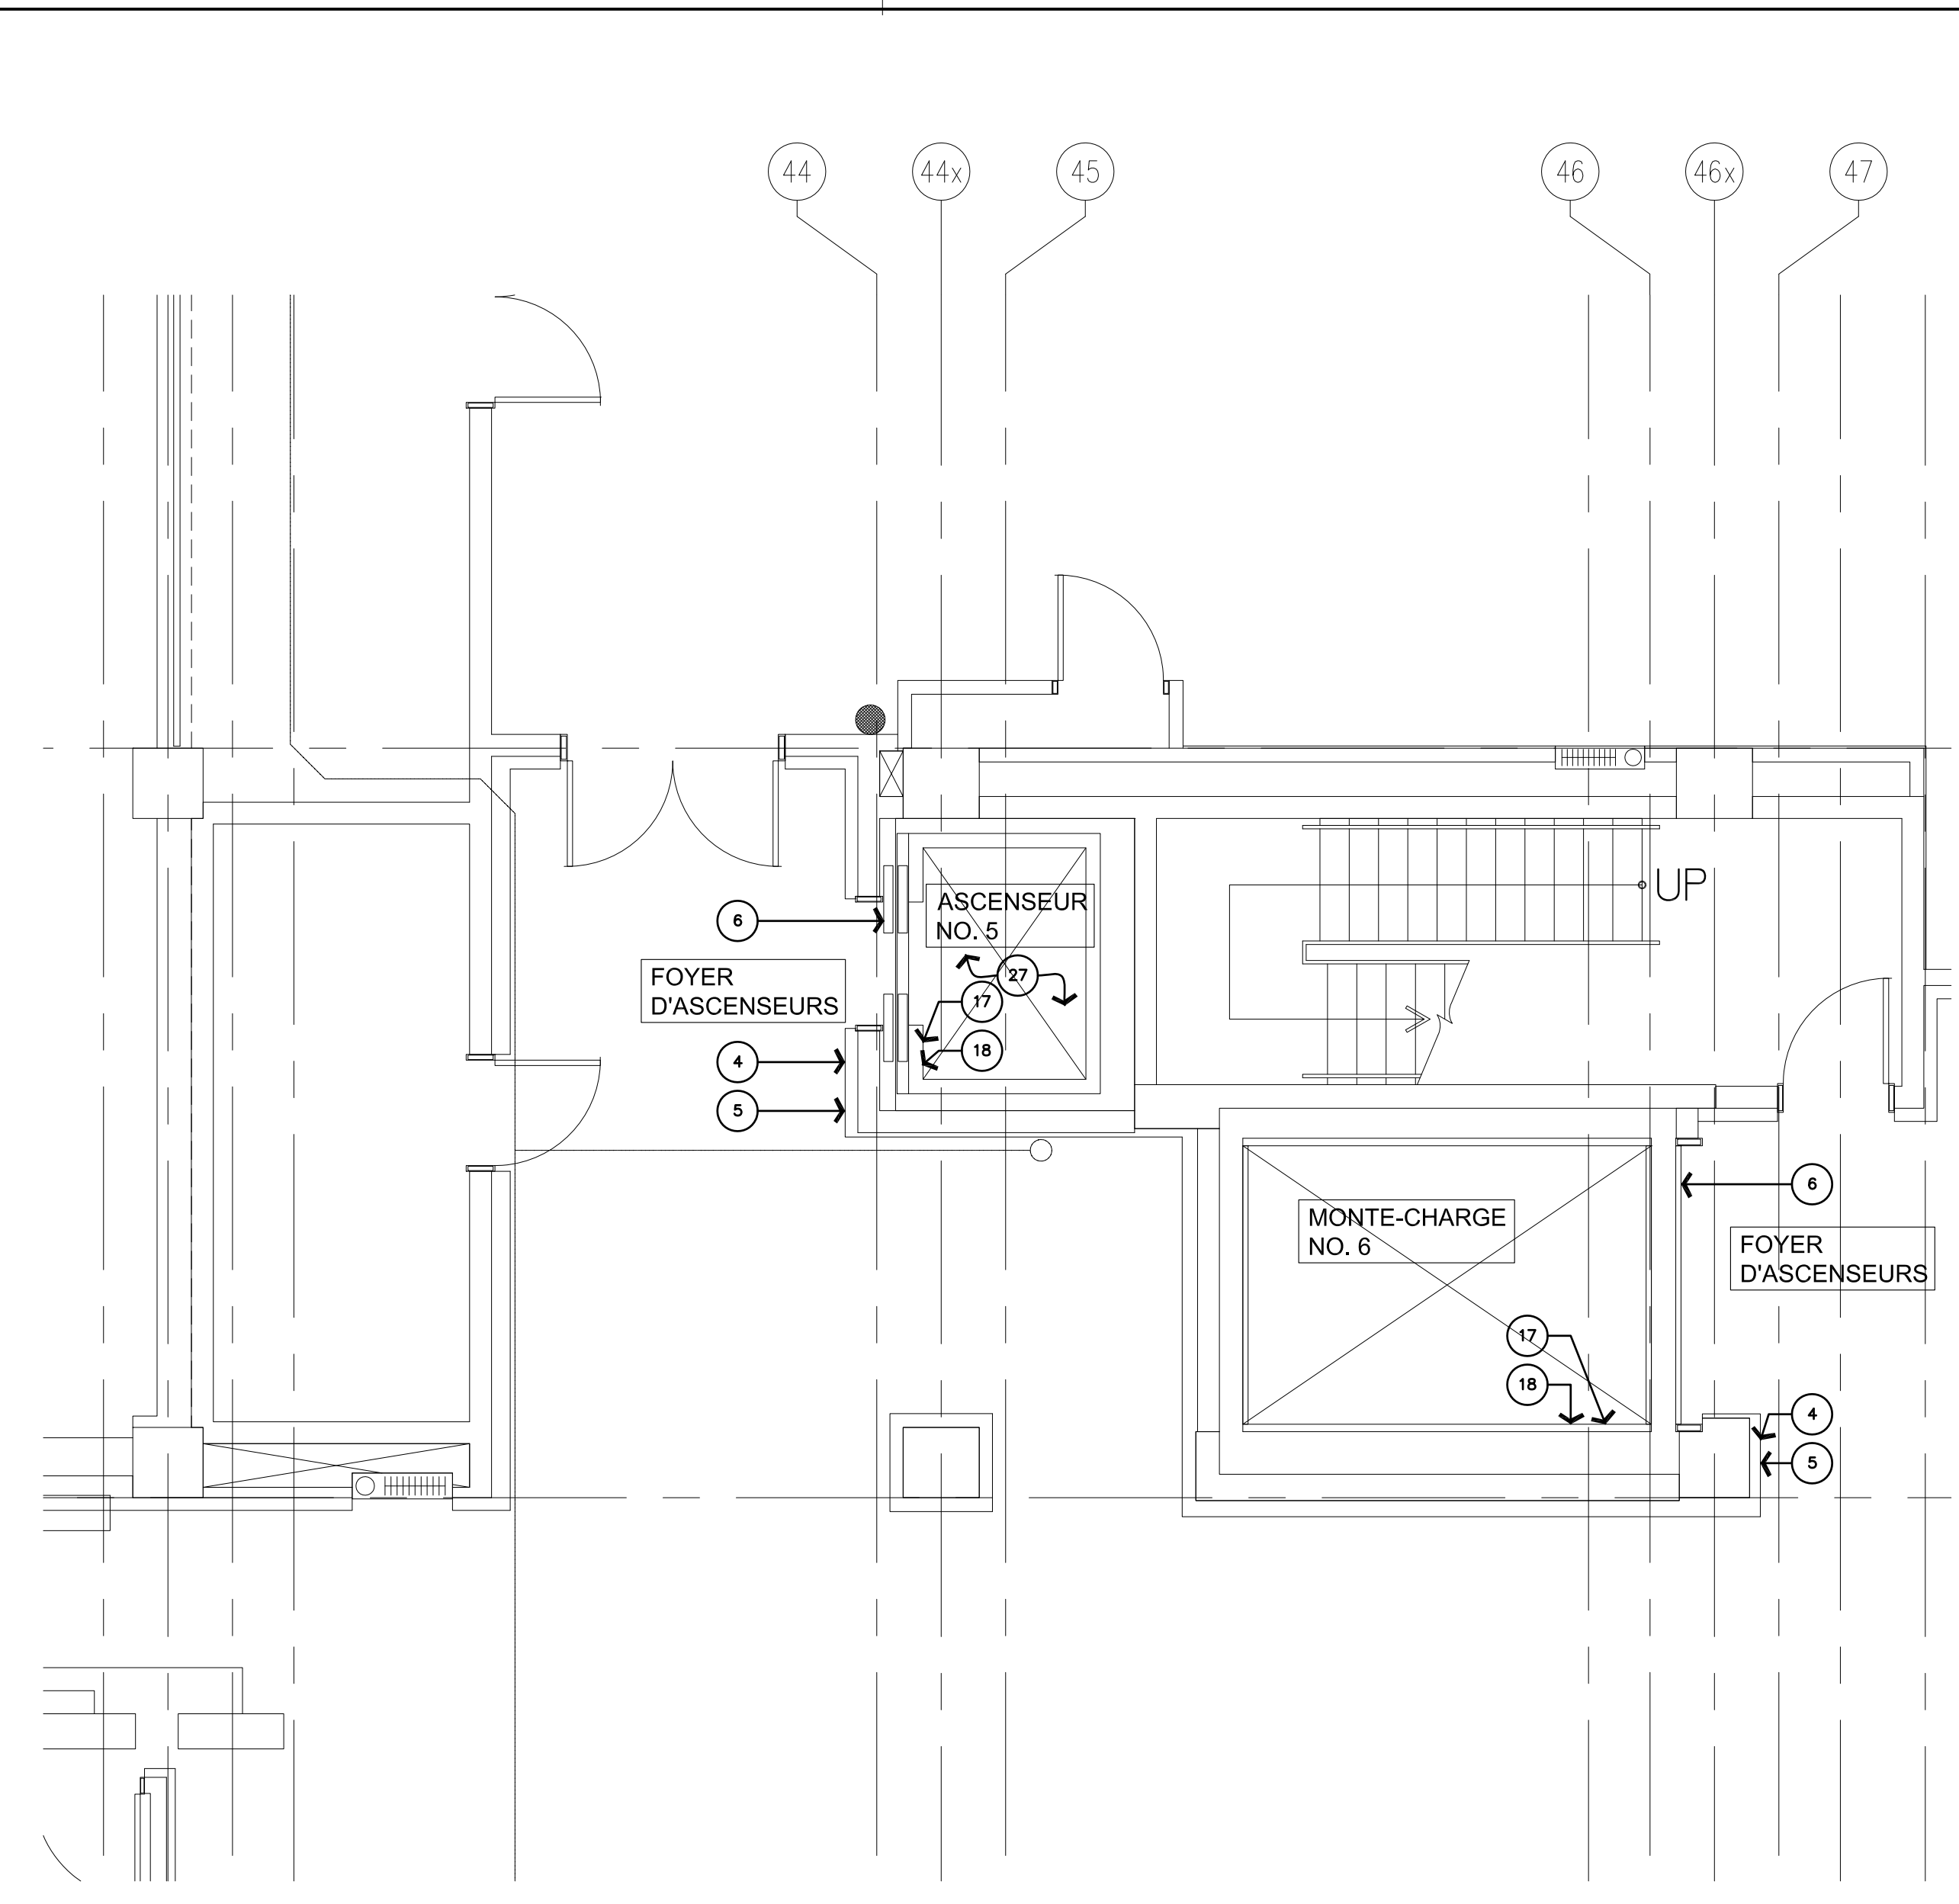 44
44x
45
46
46x
47
UP
ASCENSEUR
NO. 5
6
FOYER
D'ASCENSEURS
27
17
18
4
5
MONTE-CHARGE
NO. 6
6
FOYER
D'ASCENSEURS
17
18
4
5